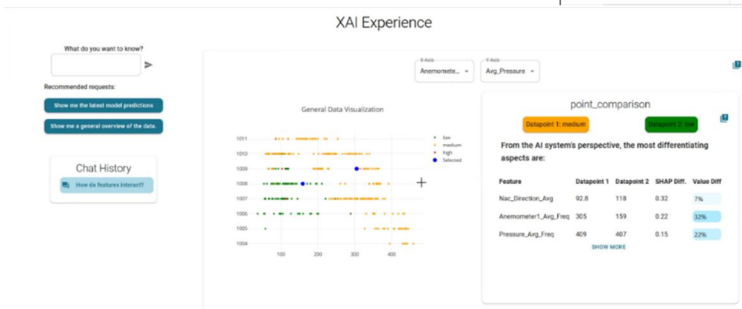 XAI Experience
What do you want to know?
Recommended requests:
Show me the latest model predictions
Show me a general overview of the data
Chat History
How do features interact?
X-Axis
Anemomete...
Y-Axis
Avg_Pressure
General Data Visualization
1011
1010
1009
1008
1007
1006
1005
1004
100
200
300
400
low
medium
high
Selected
point_comparison
Datapoint 1: medium
Datapoint 2: low
From the AI system's perspective, the most differentiating
aspects are:
Feature Datapoint 1 Datapoint 2 SHAP Diff. Value Diff
Nac_Direction_Avg 92.8 118 0.32 7%
Anemometer1_Avg_Freq 305 159 0.22 32%
Pressure_Avg_Freq 409 407 0.15 22%
SHOW MORE